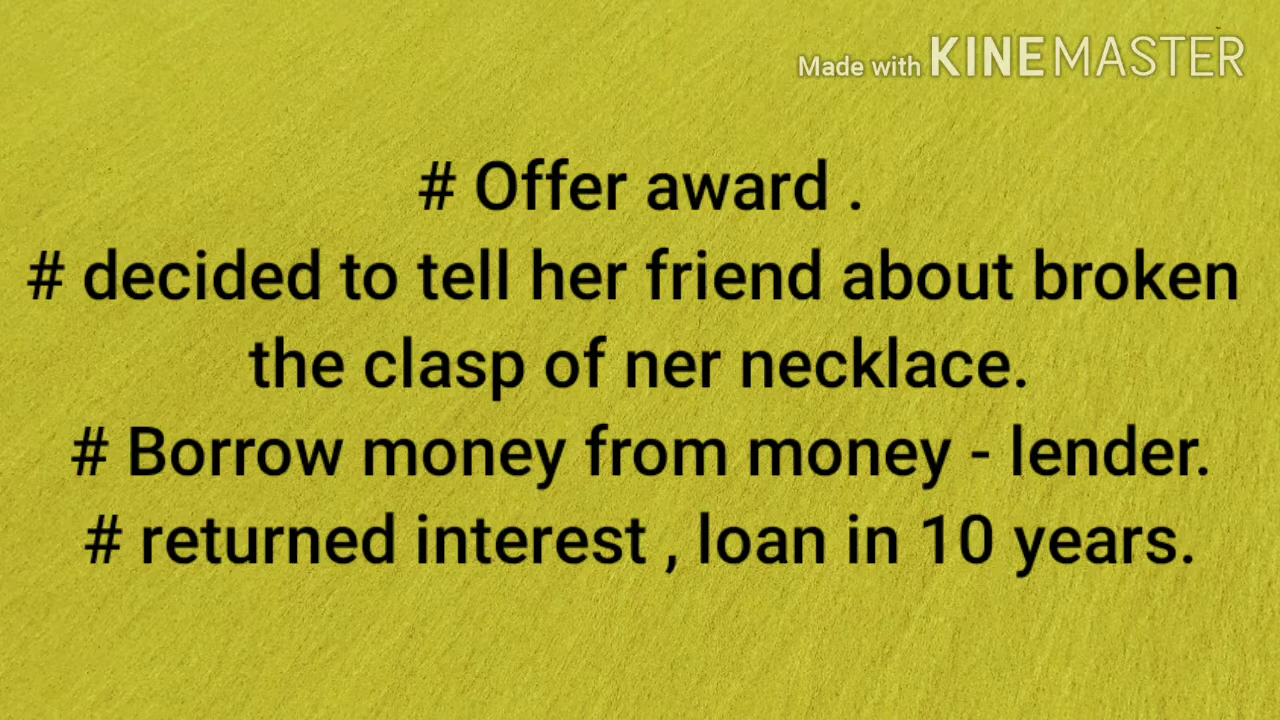 Made with KINEMASTER
# Offer award .
# decided to tell her friend about broken
the clasp of ner necklace.
# Borrow money from money - lender.
# returned interest , loan in 10 years.